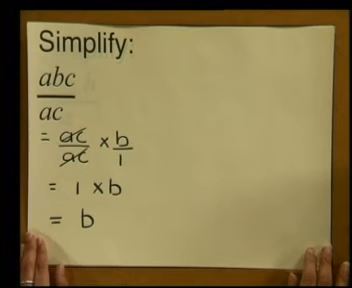 Simplify:
abc
ac
= ac/ac × b/1
= 1 × b
= b